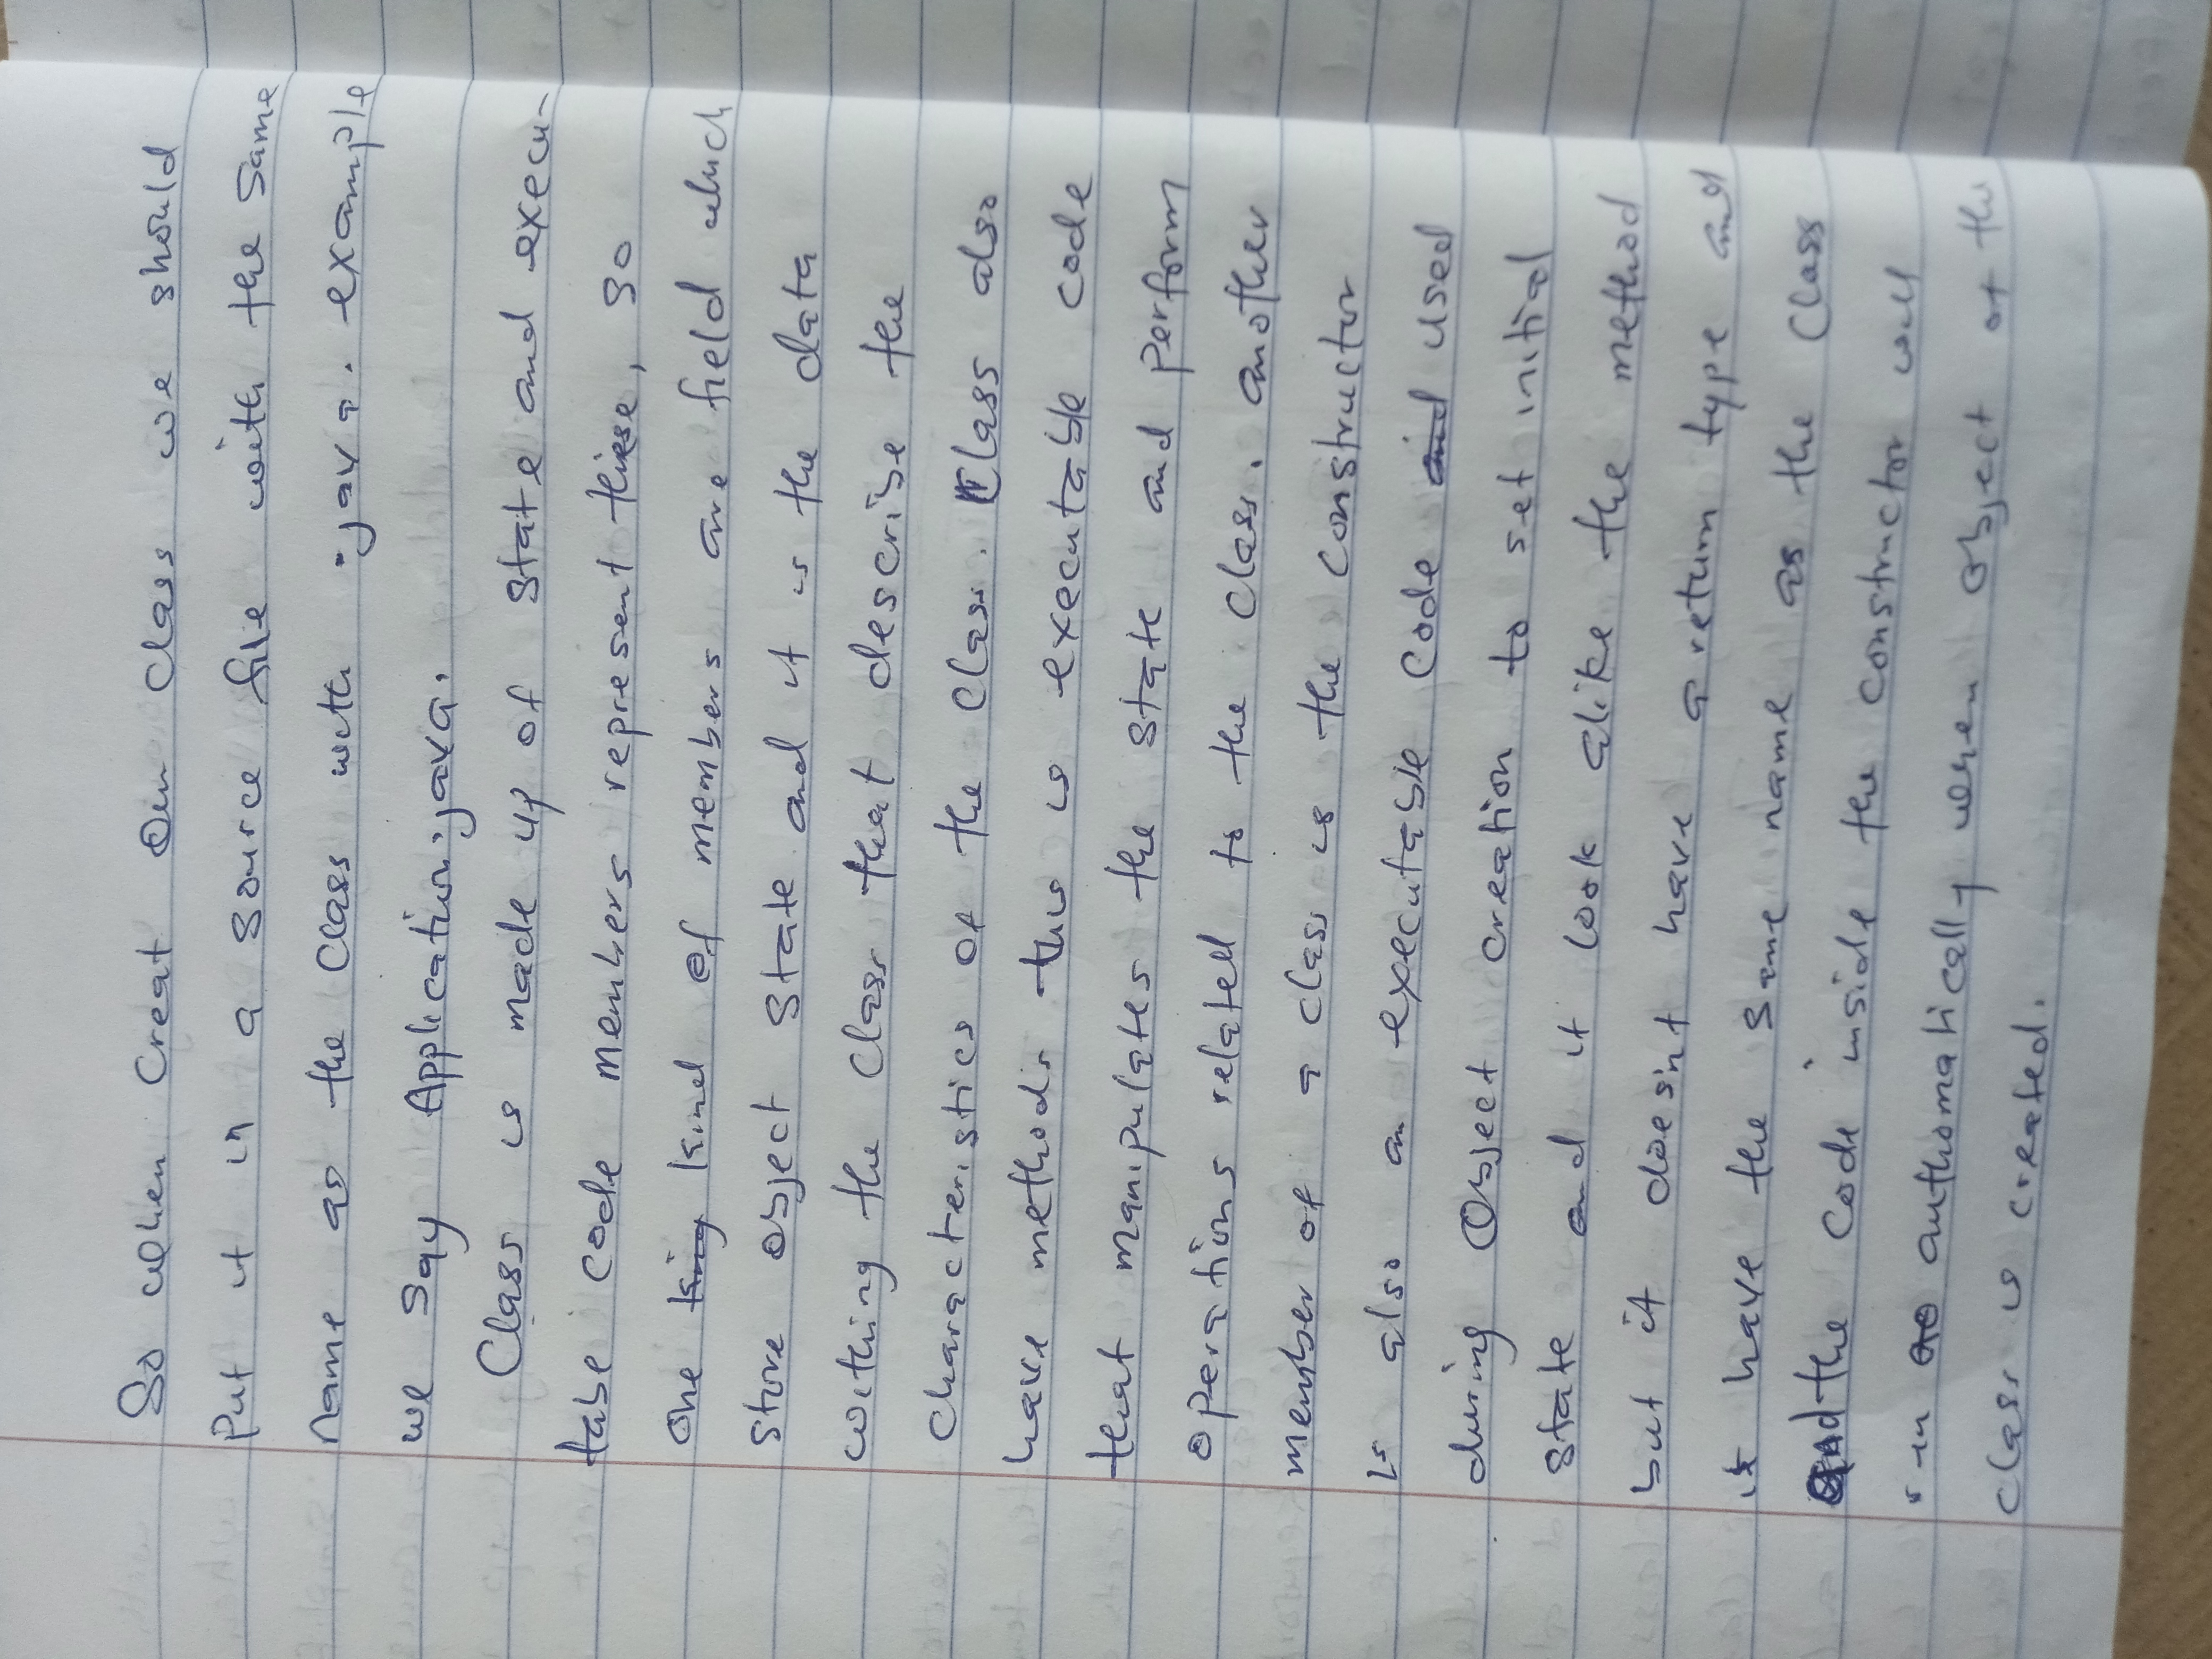 So when Creat Our Class we should
Put it in a source file with the same
name as the Class with .java. example
we say Application.java.
Class is made up of State and execu-
table code members represent these, so
one king kind of members are field which
store object state and it is the data
withing the class that describe the
characteristics of the class. Class also
have methods this is executable code
that manipulates the state and perform
operations related to the class. another
member of a class is the constructor
is also an executable code and used
during Object creation to set initial
state and it look alike the method
but it doesn't have a return type and
it have the same name as the class
And the code inside the constructor will
run authomatically when object of the
class is created.